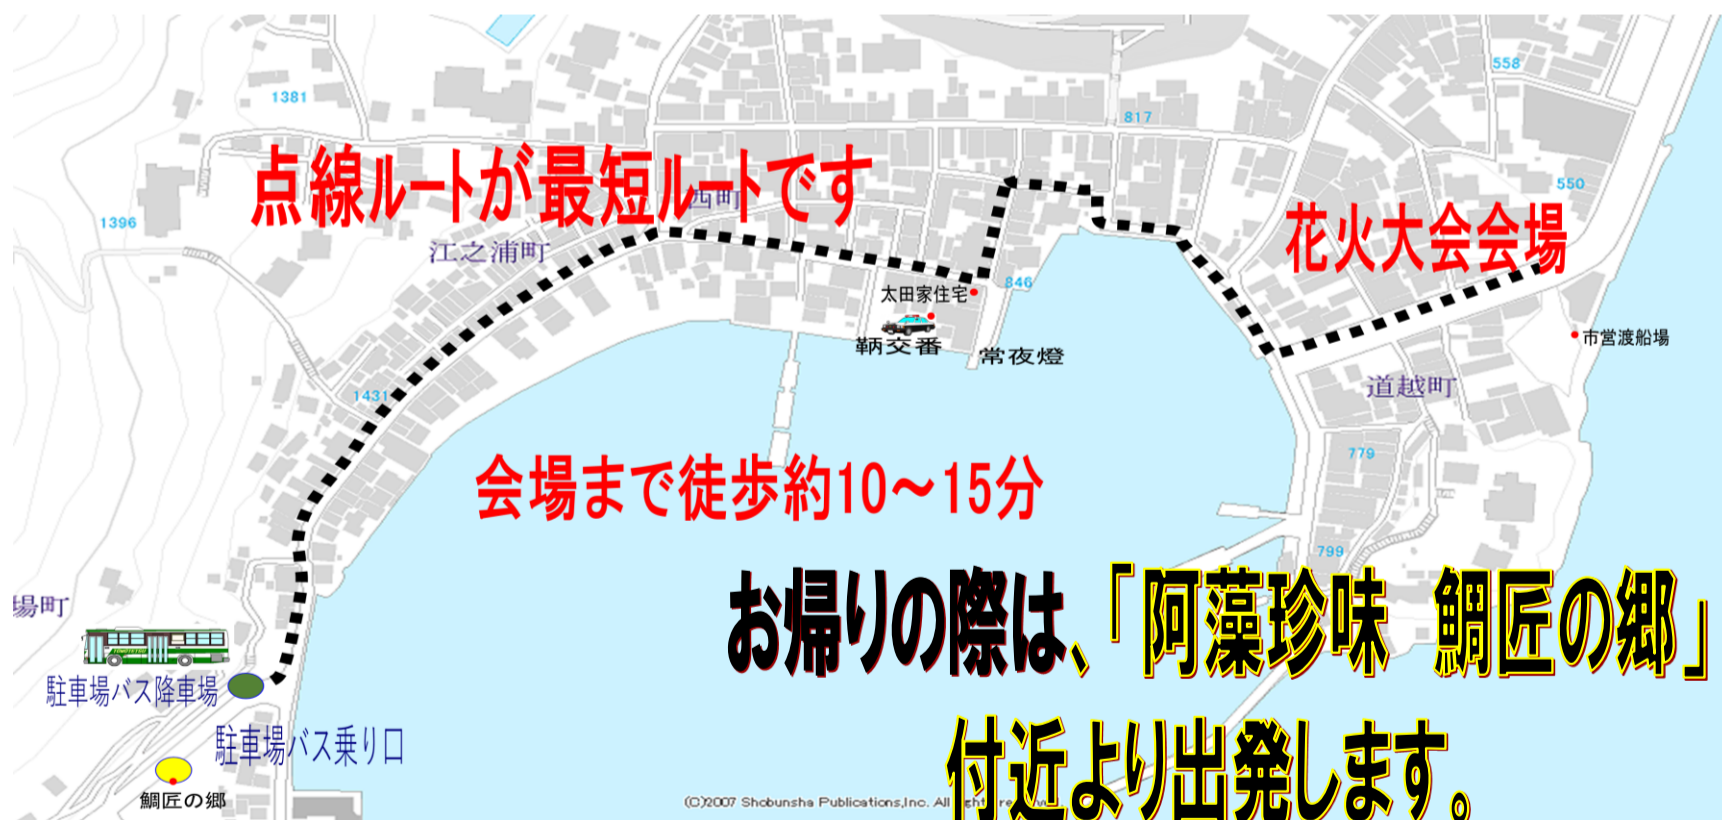 558
1381
817
点線ルートが最短ルートです
550
西町
1396
花火大会会場
江之浦町
846
太田家住宅
鞆交番
常夜燈
市営渡船場
道越町
1431
779
会場まで徒歩約10～15分
799
場町
お帰りの際は、「阿藻珍味　鯛匠の郷」
付近より出発します。
駐車場バス降車場
駐車場バス乗り口
鯛匠の郷
(C)2007 Shobunsha Publications,Inc. All